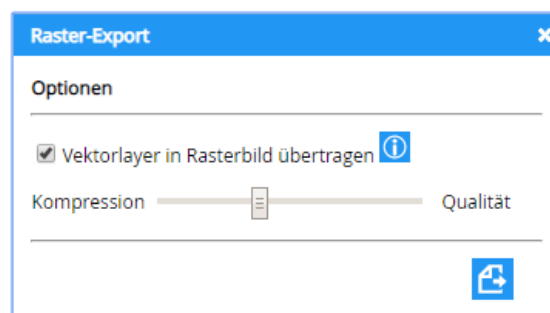 Raster-Export
Optionen
Vektorlayer in Rasterbild übertragen
Kompression Qualität